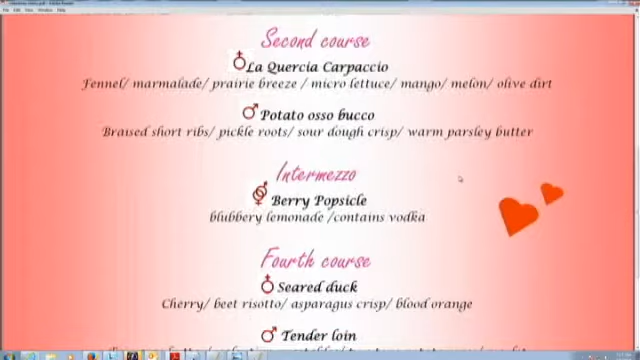 Second course
La Quercia Carpaccio
Fennel/ marmalade/ prairie breeze / micro lettuce/ mango/ melon/ olive dirt
Potato osso bucco
Braised short ribs/ pickle roots/ sour dough crisp/ warm parsley butter
Intermezzo
Berry Popsicle
blubbery lemonade /contains vodka
Fourth course
Seared duck
Cherry/ beet risotto/ asparagus crisp/ blood orange
Tender loin